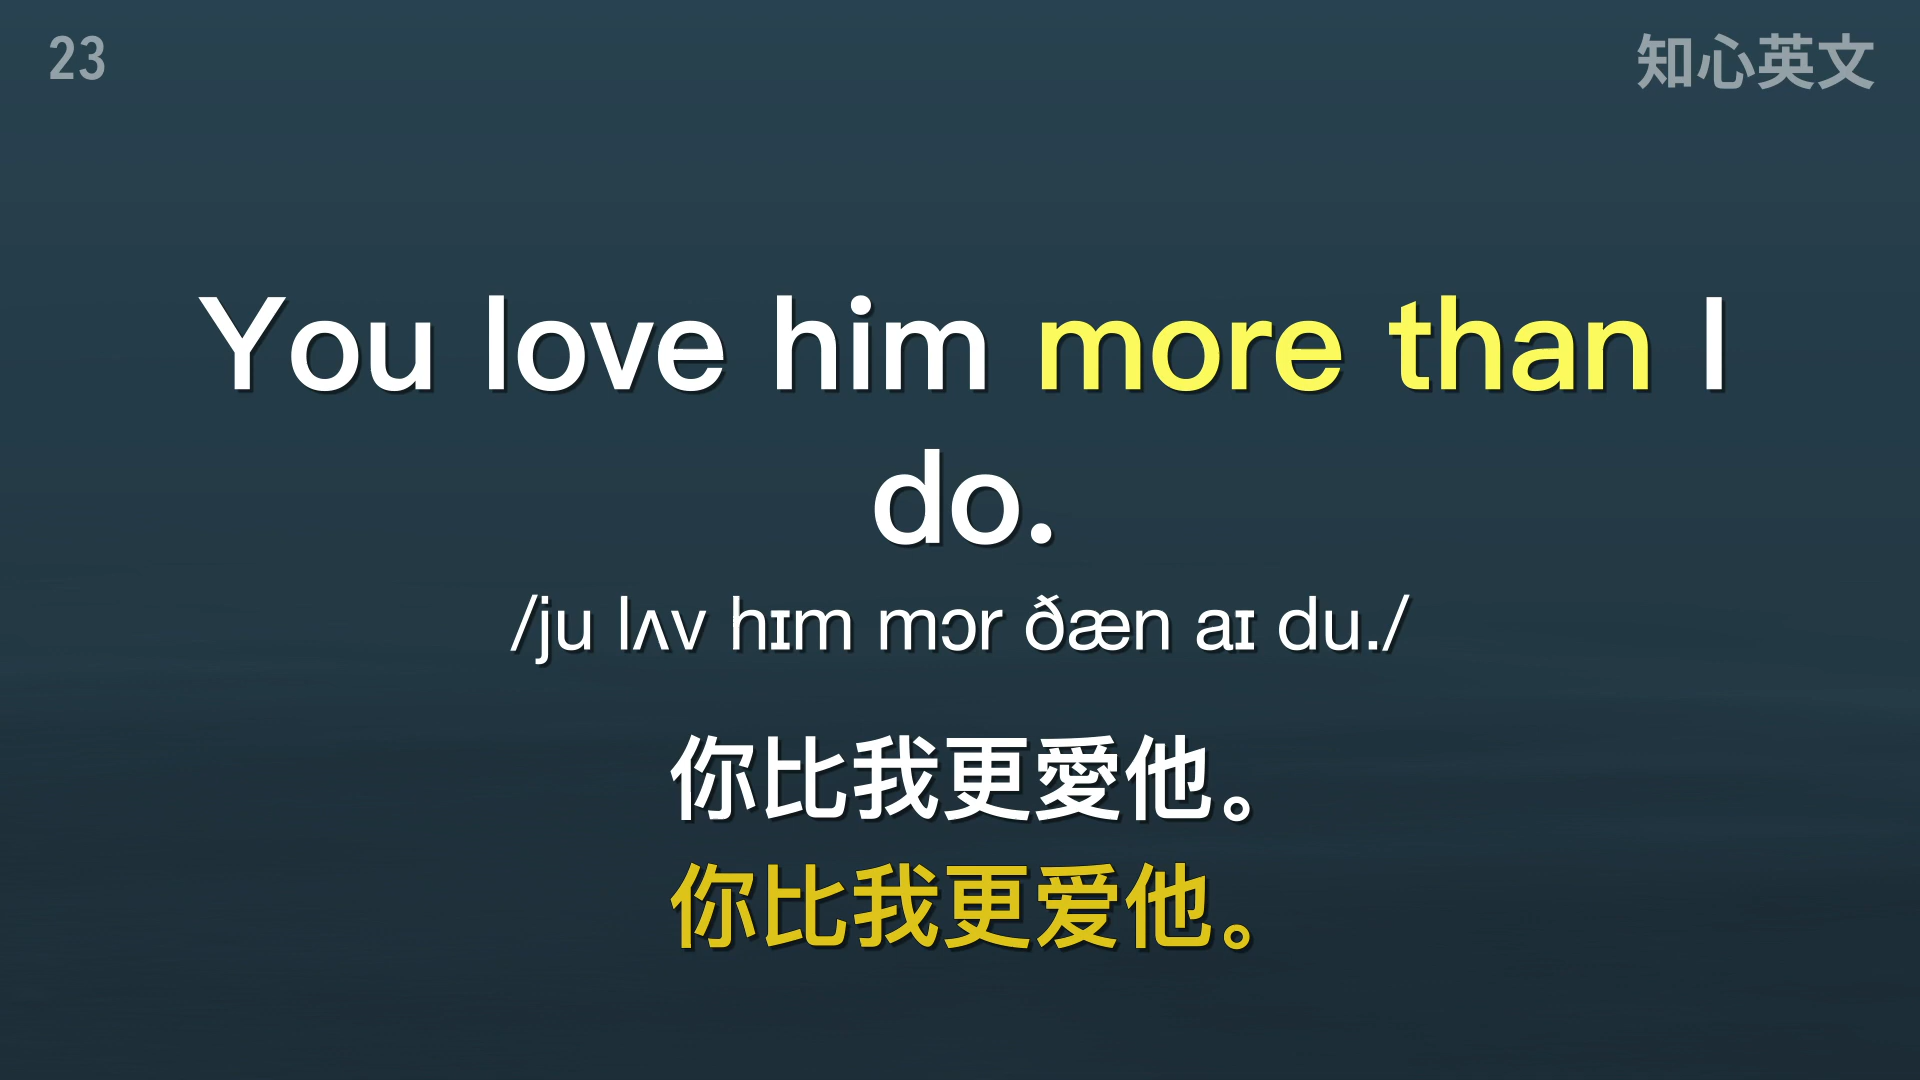 23
知心英文
You love him more than I
do.
/ju lʌv hɪm mɔr ðæn aɪ du./
你比我更愛他。
你比我更爱他。